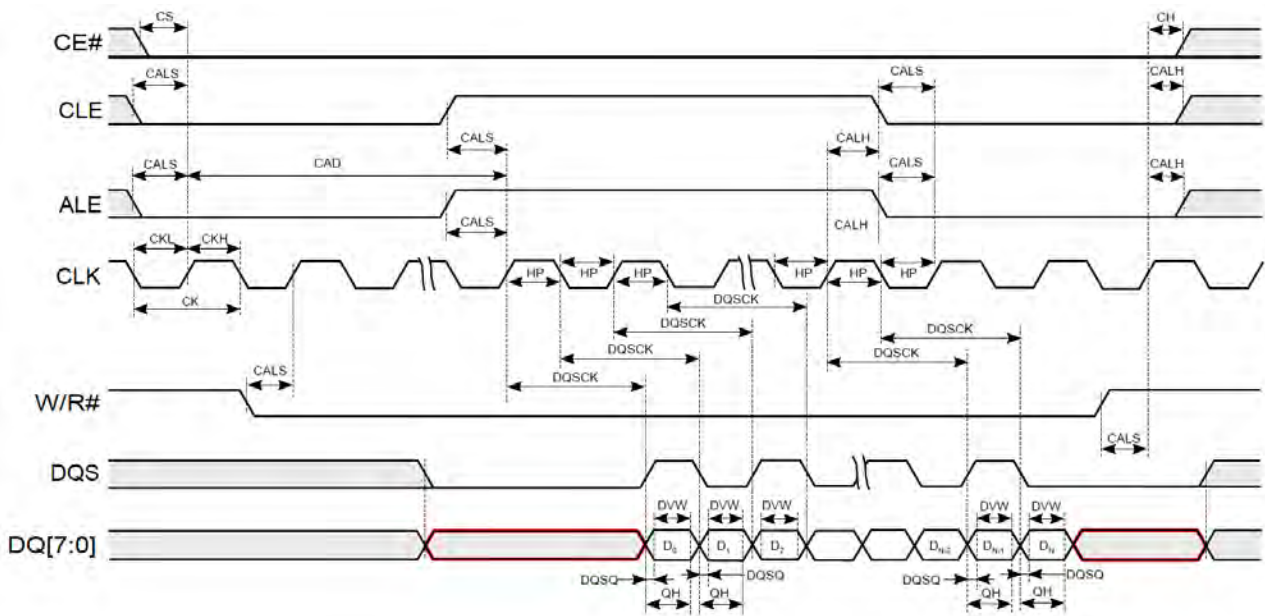 CS CH
CE#
CALS CALS CALH
CLE
CALS CALH
CALS CAD CALS CALH
ALE
CALS CALH
CKL CKH
CLK HP HP HP HP HP HP HP
CK DQSCK
DQSCK DQSCK
DQSCK DQSCK
CALS DQSCK
W/R#
CALS
DQS
DVW DVW DVW DVW DVW
DQ[7:0] D0 D1 D2 DN-2 DN-1 DN
DQSQ DQSQ DQSQ DQSQ
QH QH QH QH